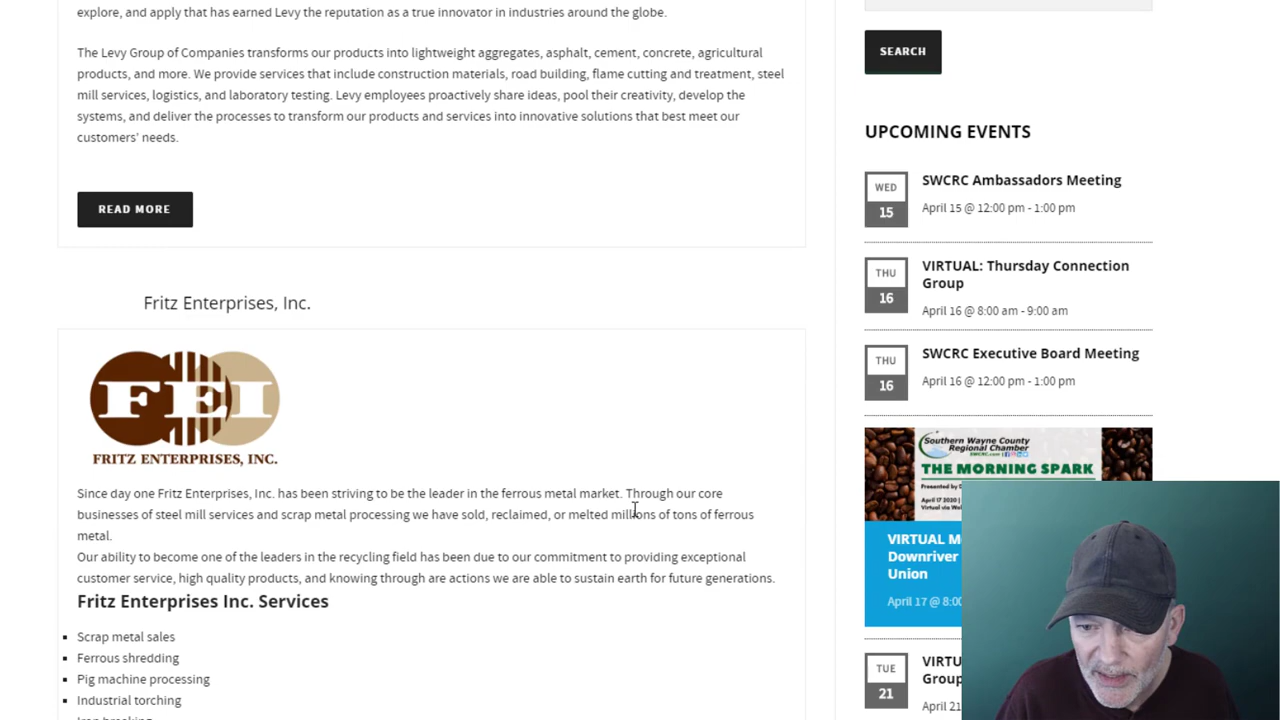 explore, and apply that has earned Levy the reputation as a true innovator in industries around the globe.
The Levy Group of Companies transforms our products into lightweight aggregates, asphalt, cement, concrete, agricultural
products, and more. We provide services that include construction materials, road building, flame cutting and treatment, steel
mill services, logistics, and laboratory testing. Levy employees proactively share ideas, pool their creativity, develop the
systems, and deliver the processes to transform our products and services into innovative solutions that best meet our
customers' needs.
READ MORE
Fritz Enterprises, Inc.
FEI
FRITZ ENTERPRISES, INC.
Since day one Fritz Enterprises, Inc. has been striving to be the leader in the ferrous metal market. Through our core
businesses of steel mill services and scrap metal processing we have sold, reclaimed, or melted millions of tons of ferrous
metal.
Our ability to become one of the leaders in the recycling field has been due to our commitment to providing exceptional
customer service, high quality products, and knowing through are actions we are able to sustain earth for future generations.
Fritz Enterprises Inc. Services
Scrap metal sales
Ferrous shredding
Pig machine processing
Industrial torching
Iron breaking
SEARCH
UPCOMING EVENTS
WED
15
SWCRC Ambassadors Meeting
April 15 @ 12:00 pm - 1:00 pm
THU
16
VIRTUAL: Thursday Connection
Group
April 16 @ 8:00 am - 9:00 am
THU
16
SWCRC Executive Board Meeting
April 16 @ 12:00 pm - 1:00 pm
Southern Wayne County
Regional Chamber
SWCRC.com
THE MORNING SPARK
Presented by
April 17 2020
Virtual via
VIRTUAL M
Downriver
Union
April 17 @ 8:00
TUE
21
VIRTU
Group
April 21